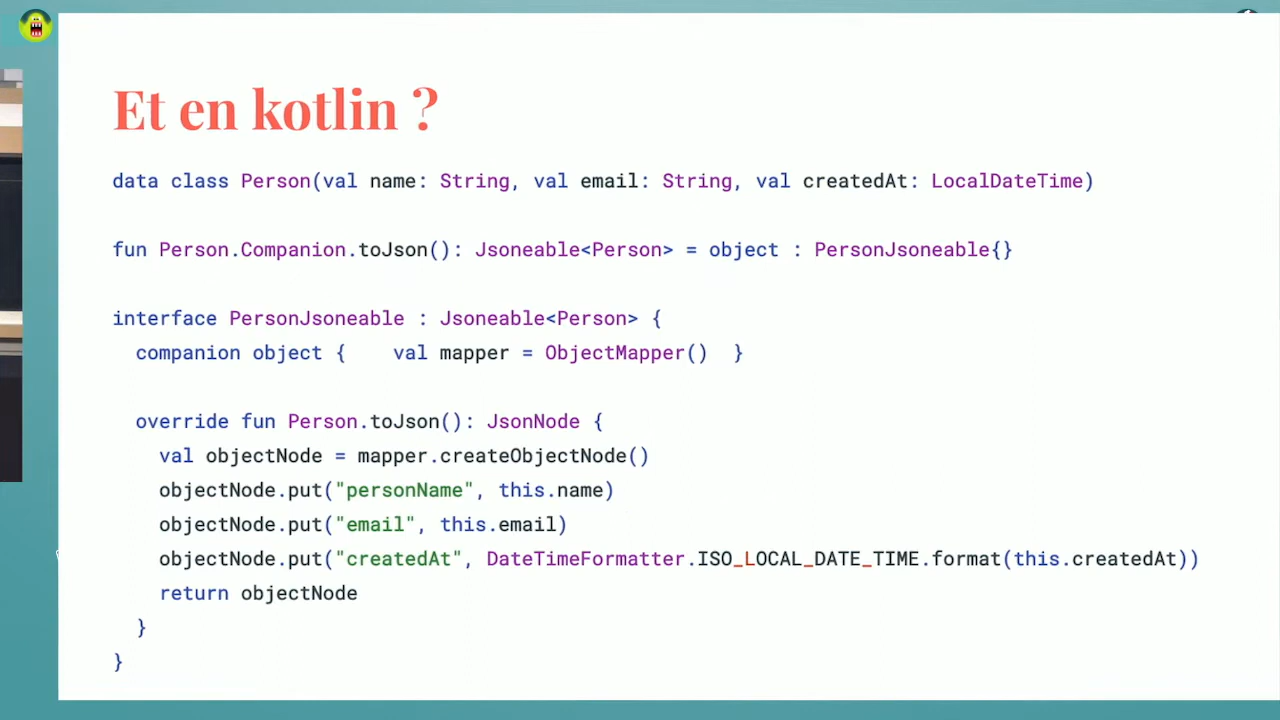 Et en kotlin ?
data class Person(val name: String, val email: String, val createdAt: LocalDateTime)
fun Person.Companion.toJson(): Jsoneable<Person> = object : PersonJsoneable{}
interface PersonJsoneable : Jsoneable<Person> {
companion object { val mapper = ObjectMapper() }
override fun Person.toJson(): JsonNode {
val objectNode = mapper.createObjectNode()
objectNode.put("personName", this.name)
objectNode.put("email", this.email)
objectNode.put("createdAt", DateTimeFormatter.ISO_LOCAL_DATE_TIME.format(this.createdAt))
return objectNode
}
}